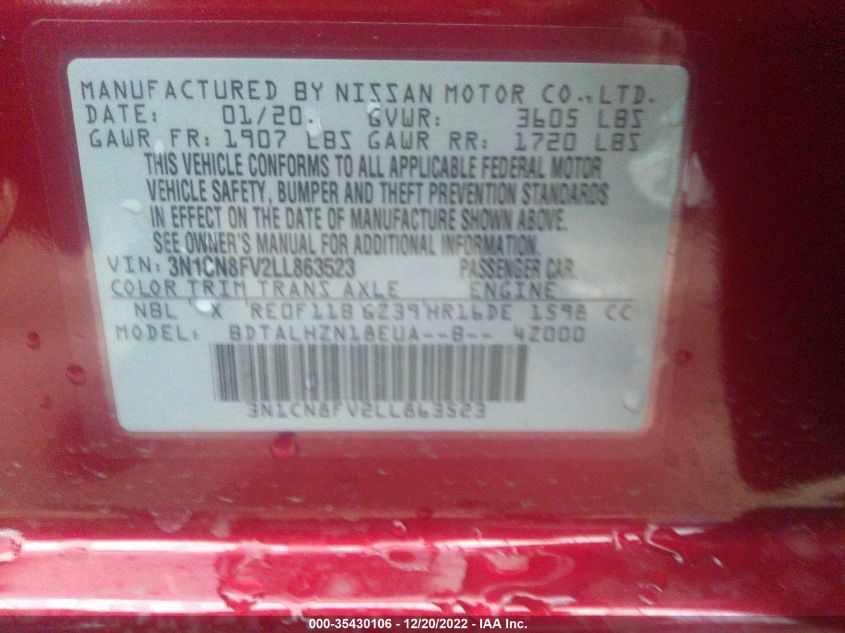 MANUFACTURED BY NISSAN MOTOR CO.,LTD.
DATE: 01/20 GVWR: 3605 LBS
GAWR FR: 1907 LBS GAWR RR: 1720 LBS
THIS VEHICLE CONFORMS TO ALL APPLICABLE FEDERAL MOTOR
VEHICLE SAFETY, BUMPER AND THEFT PREVENTION STANDARDS
IN EFFECT ON THE DATE OF MANUFACTURE SHOWN ABOVE.
SEE OWNER'S MANUAL FOR ADDITIONAL INFORMATION.
VIN: 3N1CN8FV2LL863523 PASSENGER CAR
COLOR TRIM TRANS AXLE ENGINE
NBL X RE0F11B GZ39 HR16DE 1598 CC
MODEL: BDTALHZN18EUA--B-- 4Z000
3N1CN8FV2LL863523
000-35430106 - 12/20/2022 - IAA Inc.